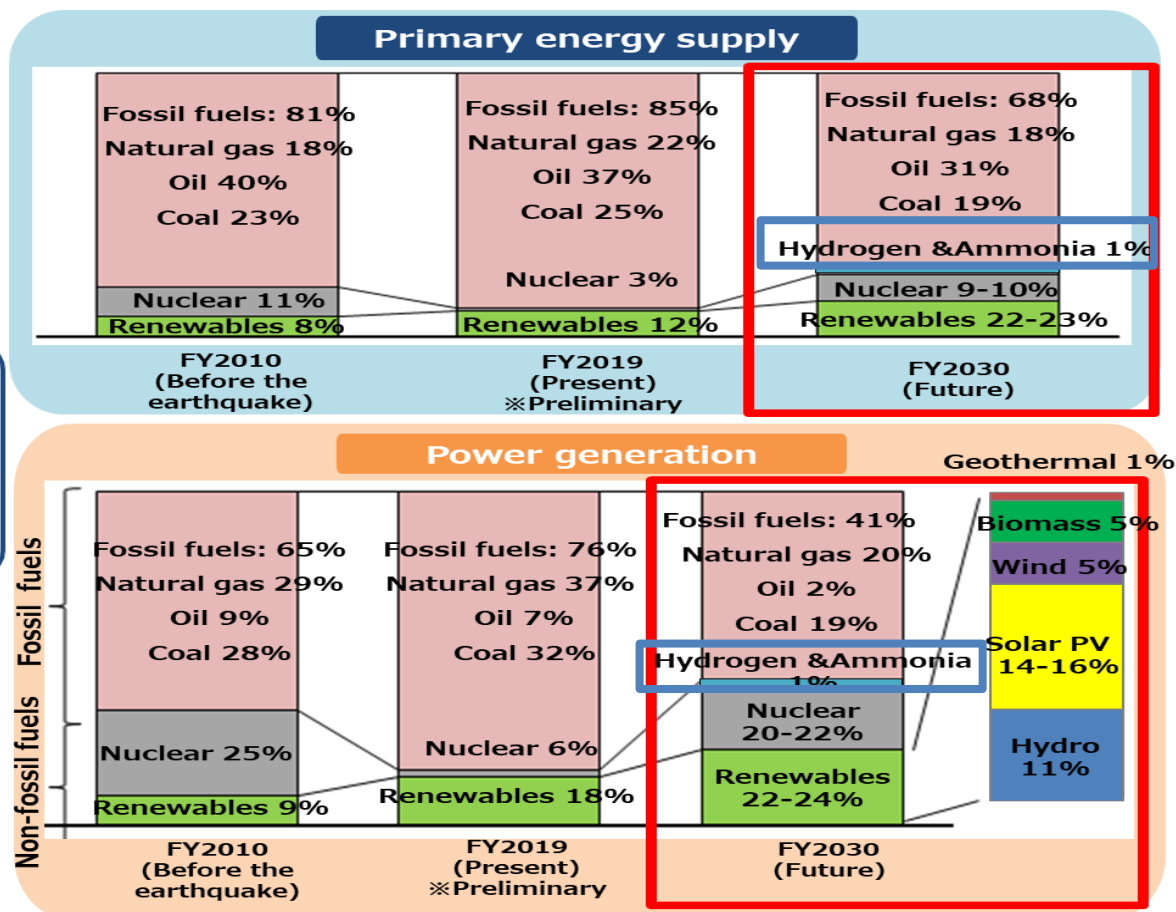 Primary energy supply
Fossil fuels: 81%
Natural gas 18%
Oil 40%
Coal 23%
Nuclear 11%
Renewables 8%
FY2010
(Before the
earthquake)
Fossil fuels: 85%
Natural gas 22%
Oil 37%
Coal 25%
Nuclear 3%
Renewables 12%
FY2019
(Present)
※Preliminary
Fossil fuels: 68%
Natural gas 18%
Oil 31%
Coal 19%
Hydrogen &Ammonia 1%
Nuclear 9-10%
Renewables 22-23%
FY2030
(Future)
Power generation
Fossil fuels
Non-fossil fuels
Fossil fuels: 65%
Natural gas 29%
Oil 9%
Coal 28%
Nuclear 25%
Renewables 9%
FY2010
(Before the
earthquake)
Fossil fuels: 76%
Natural gas 37%
Oil 7%
Coal 32%
Nuclear 6%
Renewables 18%
FY2019
(Present)
※Preliminary
Fossil fuels: 41%
Natural gas 20%
Oil 2%
Coal 19%
Hydrogen &Ammonia
1%
Nuclear
20-22%
Renewables
22-24%
FY2030
(Future)
Geothermal 1%
Biomass 5%
Wind 5%
Solar PV
14-16%
Hydro
11%